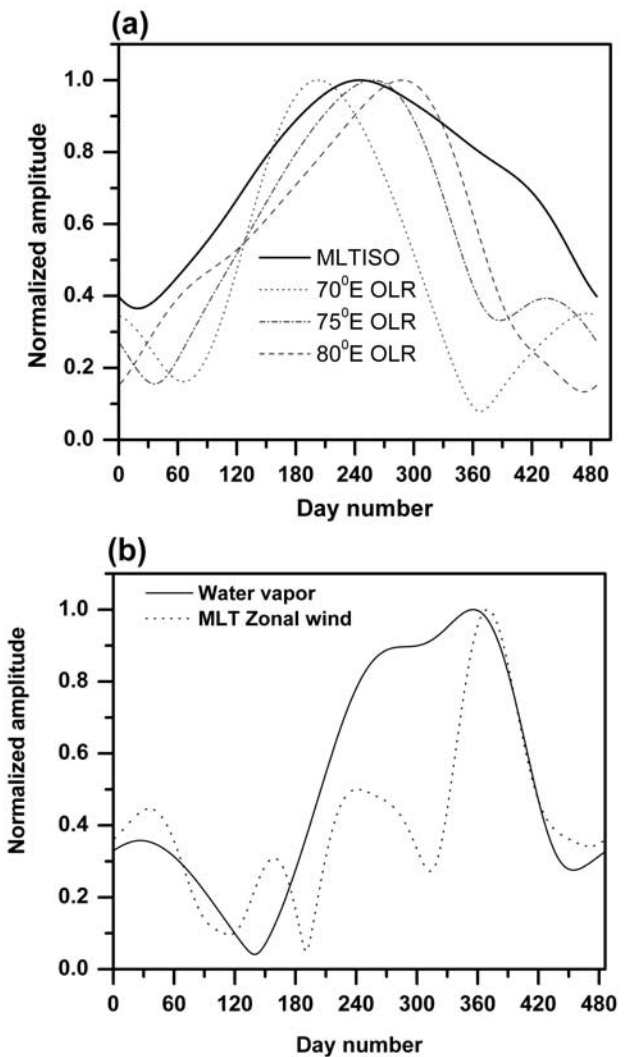 (a)
1.0
0.8
0.6
0.4
0.2
0.0
Normalized amplitude
MLTISO
70⁰E OLR
75⁰E OLR
80⁰E OLR
0 60 120 180 240 300 360 420 480
Day number
(b)
Water vapor
MLT Zonal wind
1.0
0.8
0.6
0.4
0.2
0.0
Normalized amplitude
0 60 120 180 240 300 360 420 480
Day number